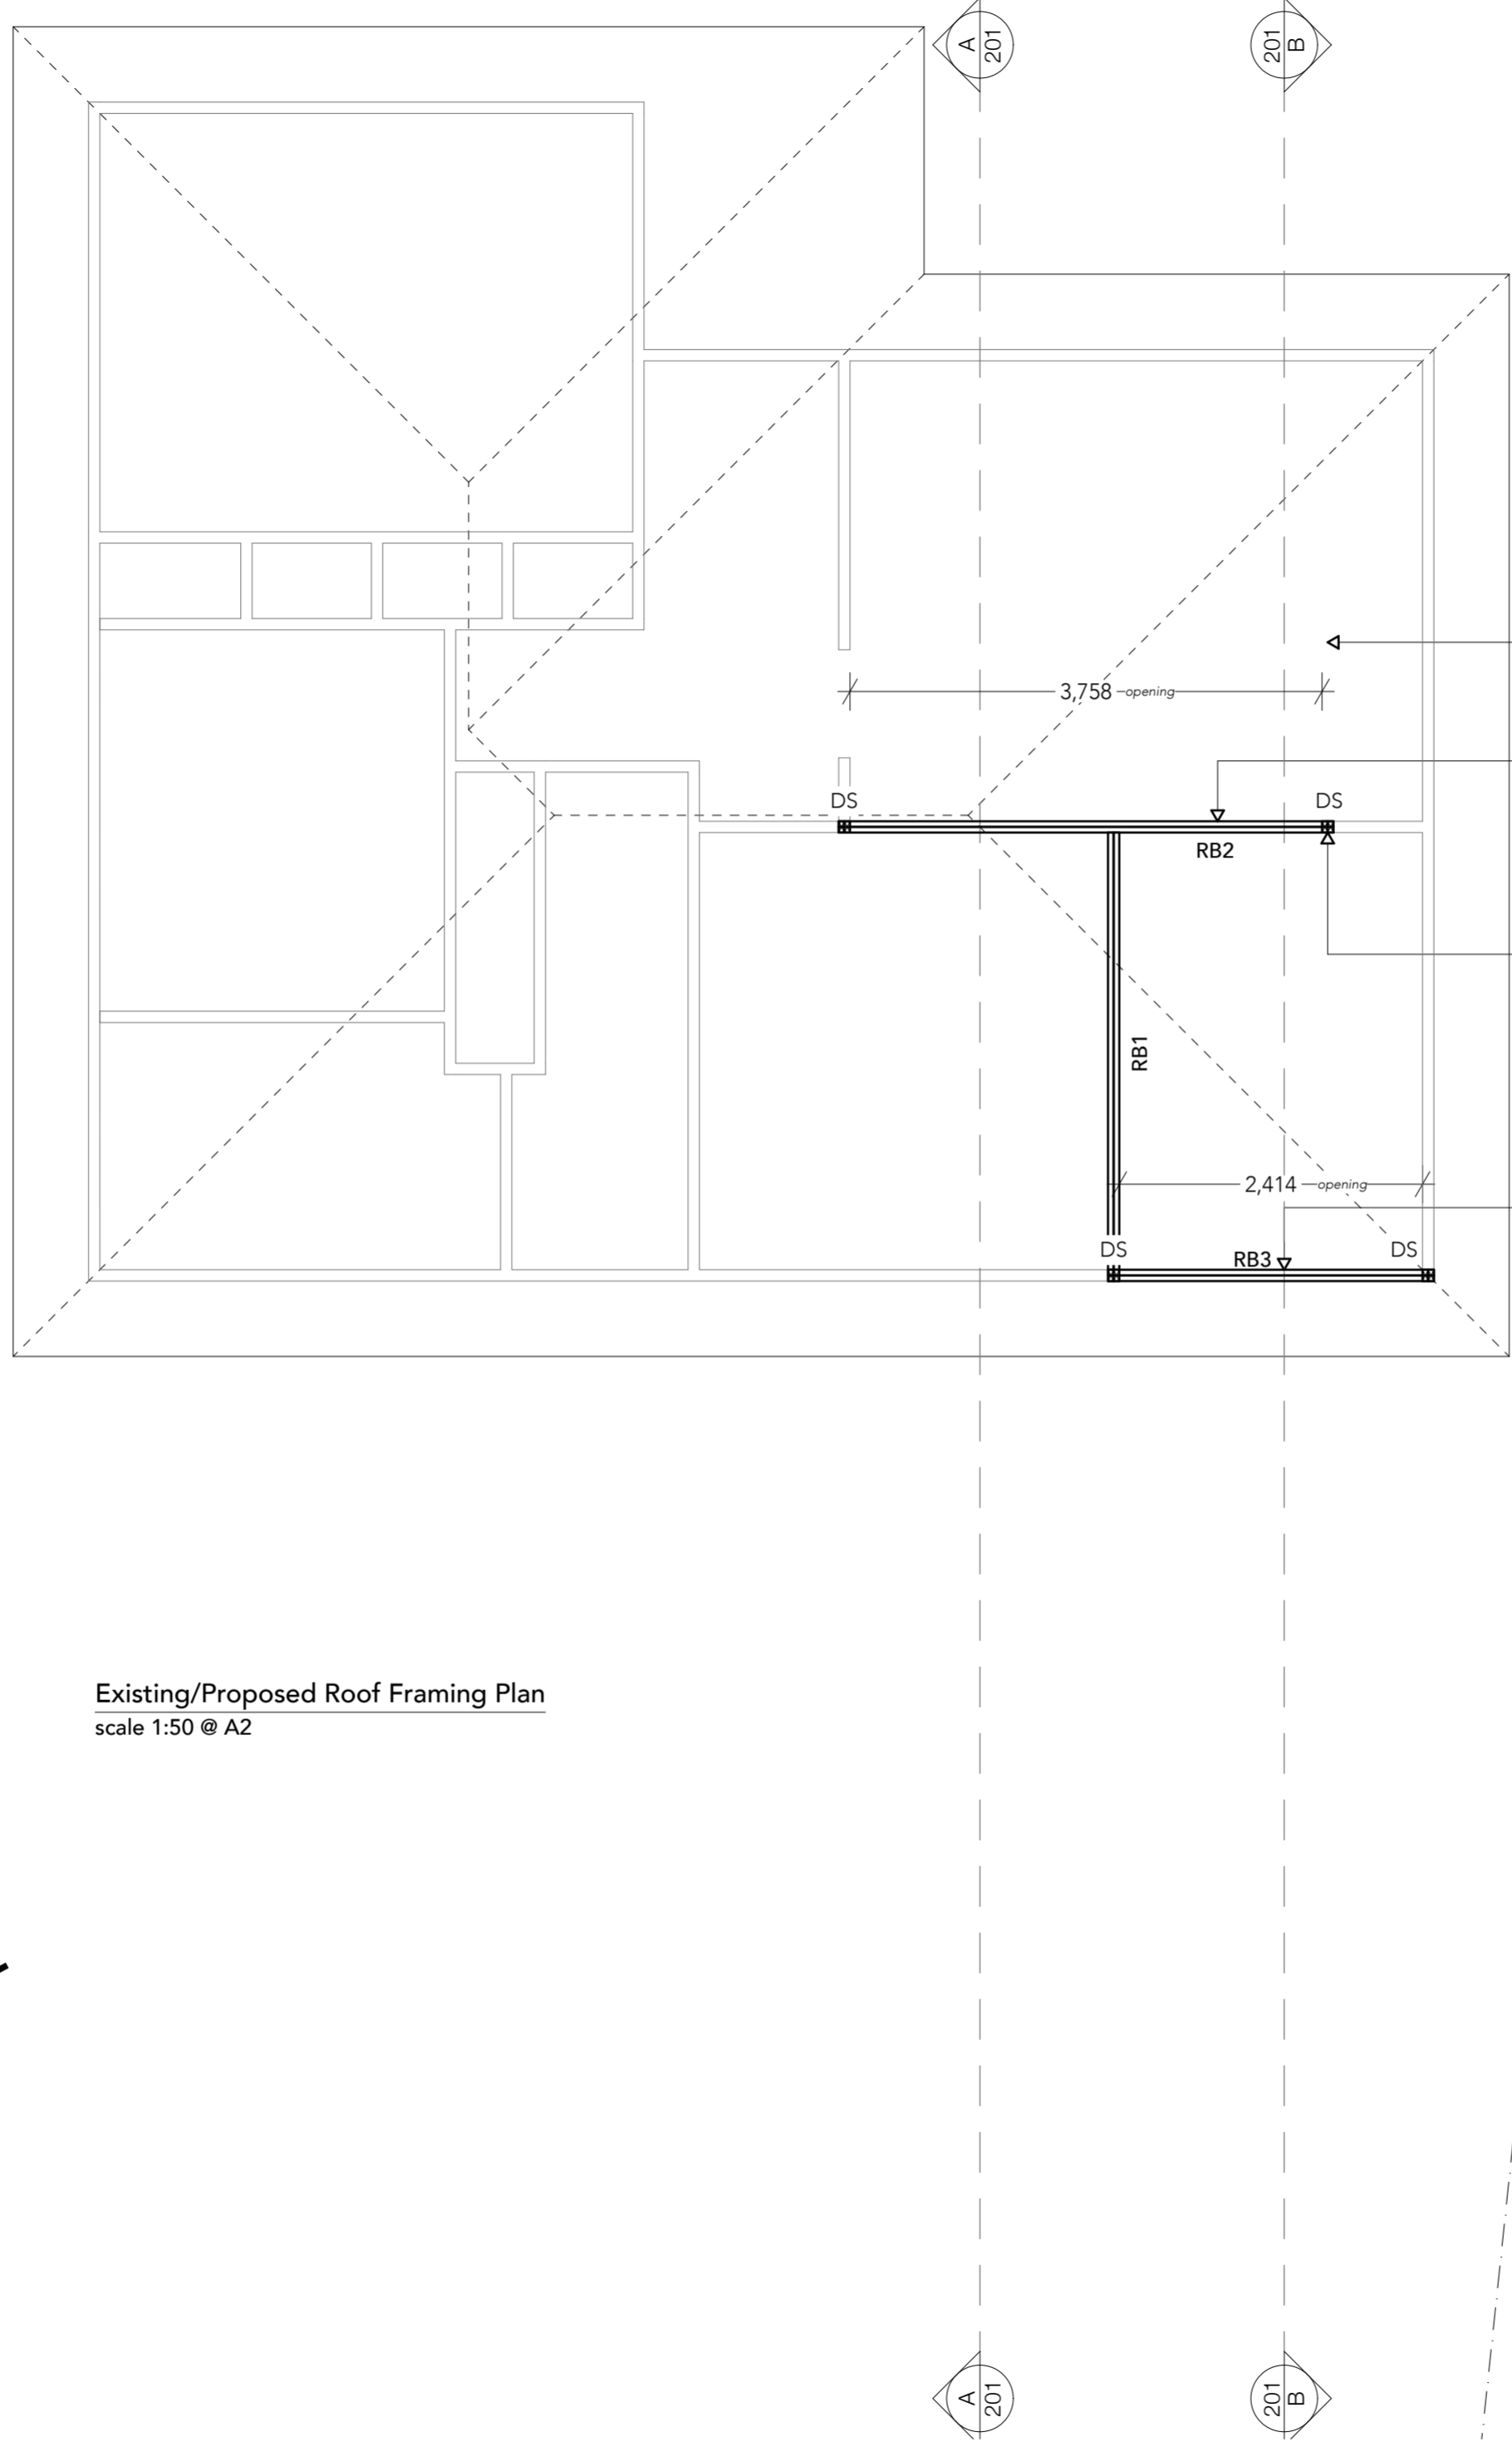 A
201
201
B
3,758
opening
DS
DS
RB2
RB1
2,414
opening
DS
DS
RB3
Existing/Proposed Roof Framing Plan
scale 1:50 @ A2
A
201
201
B